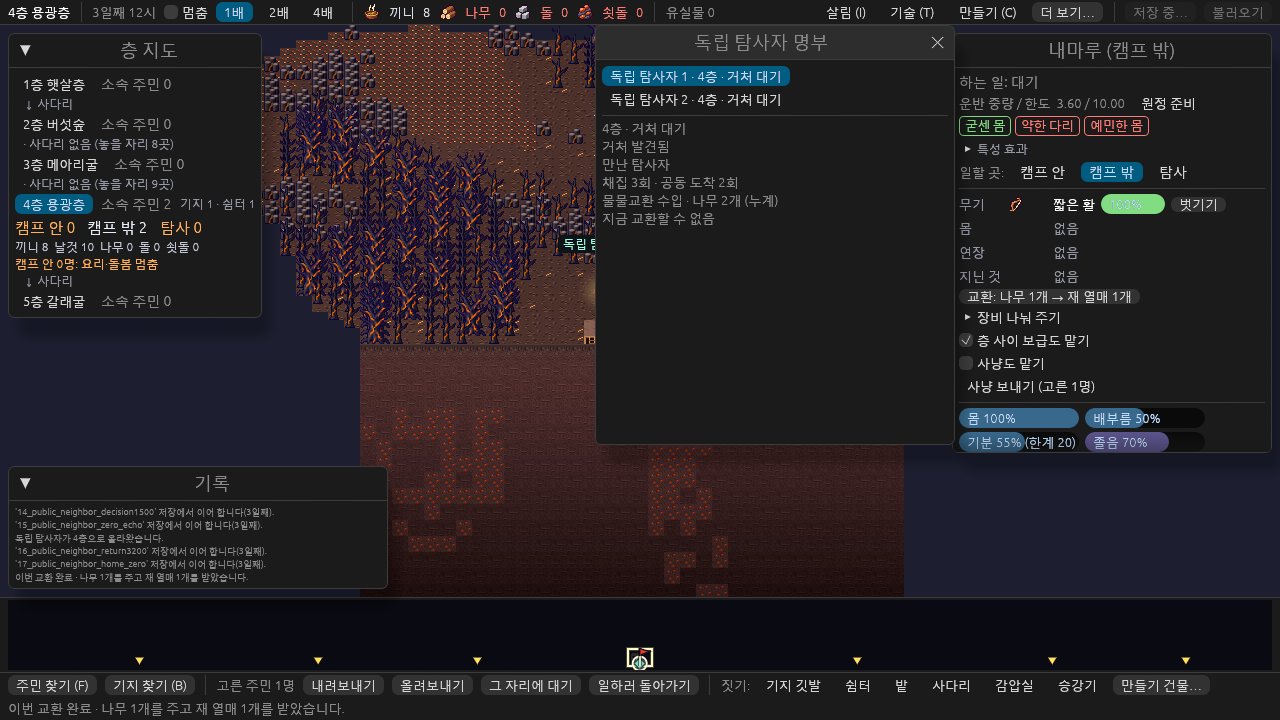 4층 용광층 3일째 12시 멈춤 1배 2배 4배 끼니 8 나무 0 돌 0 쇳돌 0 유실물 0 살림 (I) 기술 (T) 만들기 (C) 더 보기... 저장 중... 불러오기
▼ 층 지도
1층 햇살층 소속 주민 0
↓ 사다리
2층 버섯숲 소속 주민 0
· 사다리 없음 (놓을 자리 8곳)
3층 메아리굴 소속 주민 0
· 사다리 없음 (놓을 자리 9곳)
4층 용광층 소속 주민 2 기지 1 · 쉼터 1
캠프 안 0 캠프 밖 2 탐사 0
끼니 8 날것 10 나무 0 돌 0 쇳돌 0
캠프 안 0명: 요리·돌봄 멈춤
↓ 사다리
5층 갈래굴 소속 주민 0
독립 탐
독립 탐사자 명부
독립 탐사자 1 · 4층 · 거처 대기
독립 탐사자 2 · 4층 · 거처 대기
4층 · 거처 대기
거처 발견됨
만난 탐사자
채집 3회 · 공동 도착 2회
물물교환 수입 · 나무 2개 (누계)
지금 교환할 수 없음
내마루 (캠프 밖)
하는 일: 대기
운반 중량 / 한도 3.60 / 10.00 원정 준비
굳센 몸 약한 다리 예민한 몸
▸ 특성 효과
일할 곳: 캠프 안 캠프 밖 탐사
무기 짧은 활 100% 벗기기
몸 없음
연장 없음
지닌 것 없음
교환: 나무 1개 → 재 열매 1개
▸ 장비 나눠 주기
층 사이 보급도 맡기
사냥도 맡기
사냥 보내기 (고른 1명)
몸 100% 배부름 50%
기분 55% (한계 20) 졸음 70%
▼ 기록
'14_public_neighbor_decision1500' 저장에서 이어 합니다(3일째).
'15_public_neighbor_zero_echo' 저장에서 이어 합니다(3일째).
독립 탐사자가 4층으로 올라왔습니다.
'16_public_neighbor_return3200' 저장에서 이어 합니다(3일째).
'17_public_neighbor_home_zero' 저장에서 이어 합니다(3일째).
이번 교환 완료 · 나무 1개를 주고 재 열매 1개를 받았습니다.
주민 찾기 (F) 기지 찾기 (B) 고른 주민 1명 내려보내기 올려보내기 그 자리에 대기 일하러 돌아가기 짓기: 기지 깃발 쉼터 밭 사다리 감압실 승강기 만들기 건물...
이번 교환 완료 · 나무 1개를 주고 재 열매 1개를 받았습니다.